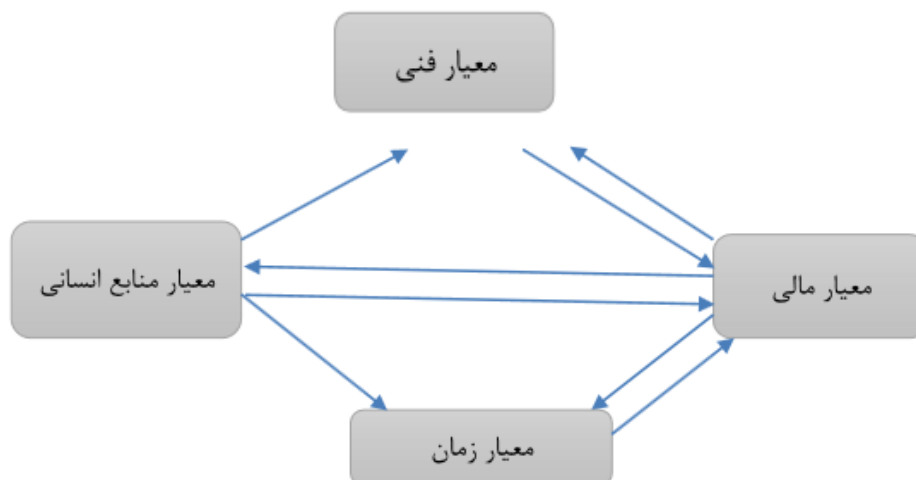 معیار فنی
معیار منابع انسانی
معیار مالی
معیار زمان